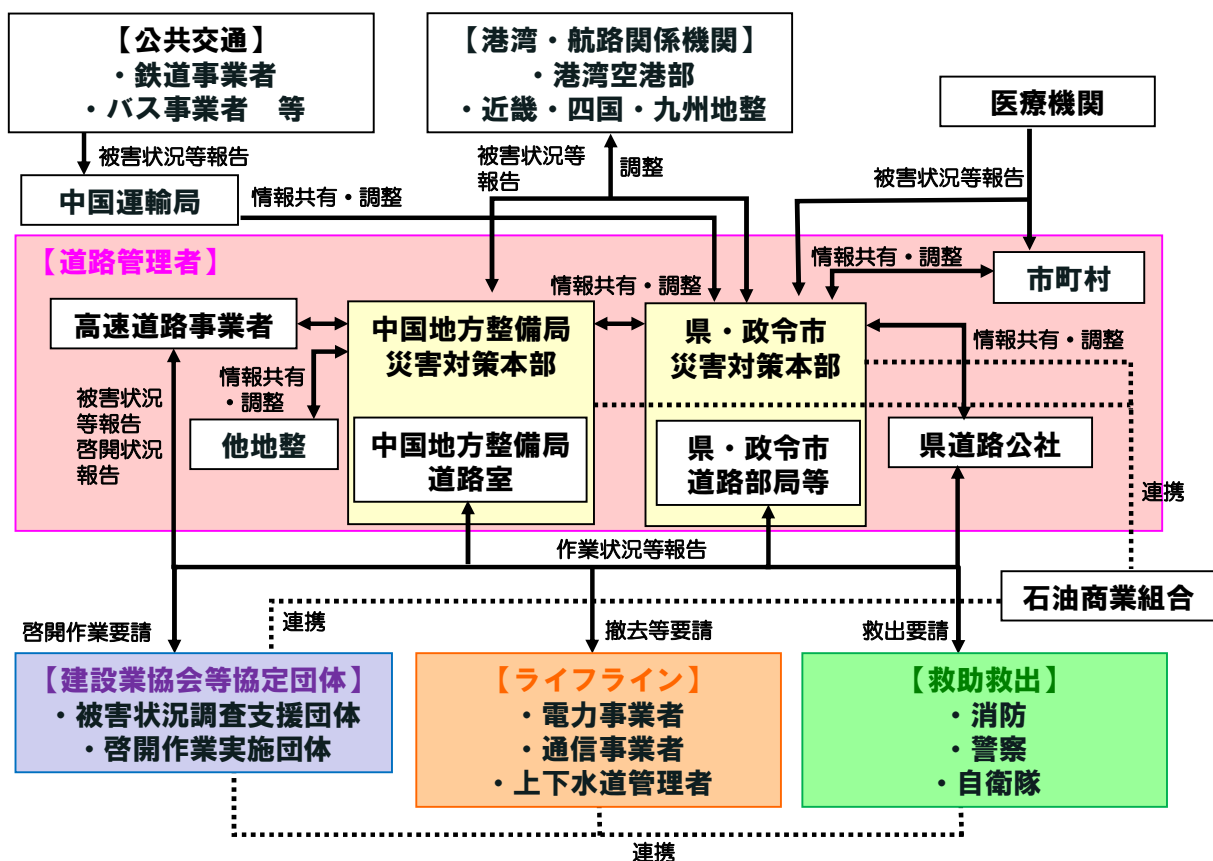 【公共交通】
・鉄道事業者
・バス事業者　等
【港湾・航路関係機関】
・港湾空港部
・近畿・四国・九州地整
医療機関
被害状況等報告
被害状況等
報告
調整
被害状況等報告
中国運輸局
情報共有・調整
【道路管理者】
情報共有・調整
市町村
情報共有・調整
高速道路事業者
中国地方整備局
災害対策本部
県・政令市
災害対策本部
情報共有・調整
情報共有
・調整
被害状況
等報告
啓開状況
報告
他地整
中国地方整備局
道路室
県・政令市
道路部局等
県道路公社
連携
作業状況等報告
石油商業組合
連携
啓開作業要請
撤去等要請
救出要請
【建設業協会等協定団体】
・被害状況調査支援団体
・啓開作業実施団体
【ライフライン】
・電力事業者
・通信事業者
・上下水道管理者
【救助救出】
・消防
・警察
・自衛隊
連携